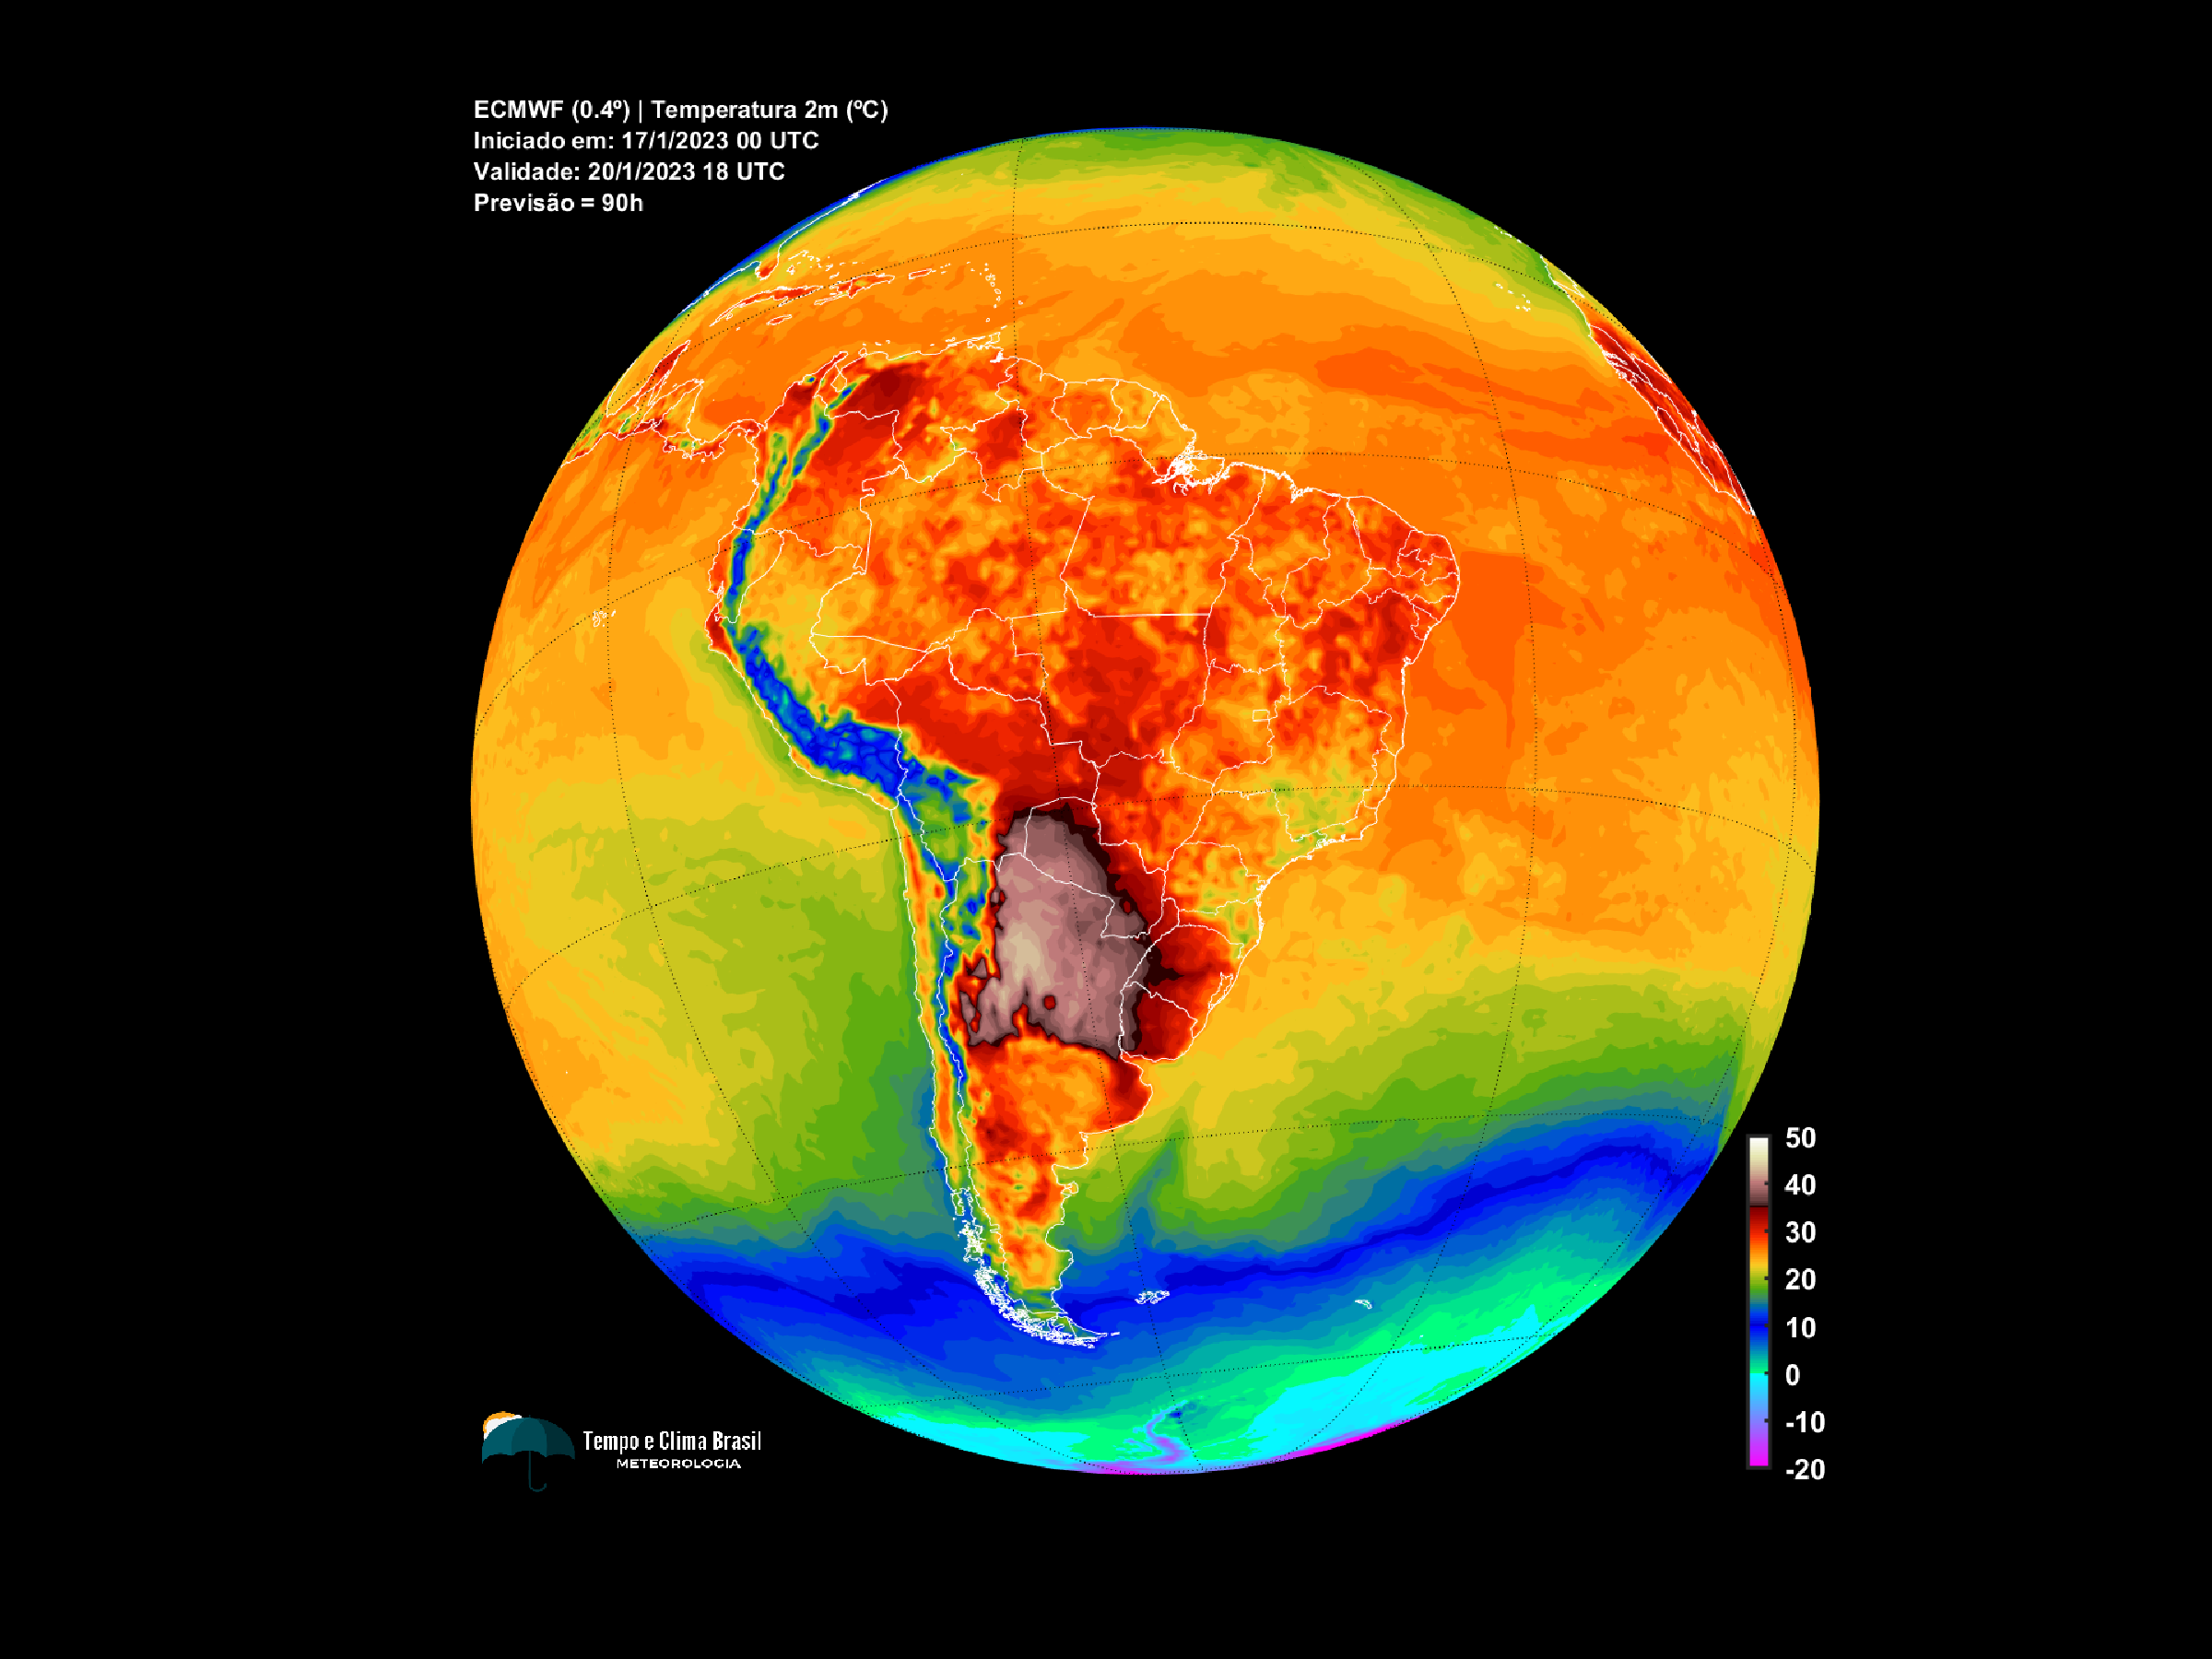 ECMWF (0.4º) | Temperatura 2m (ºC)
Iniciado em: 17/1/2023 00 UTC
Validade: 20/1/2023 18 UTC
Previsão = 90h
50
40
30
20
10
0
-10
-20
Tempo e Clima Brasil
METEOROLOGIA